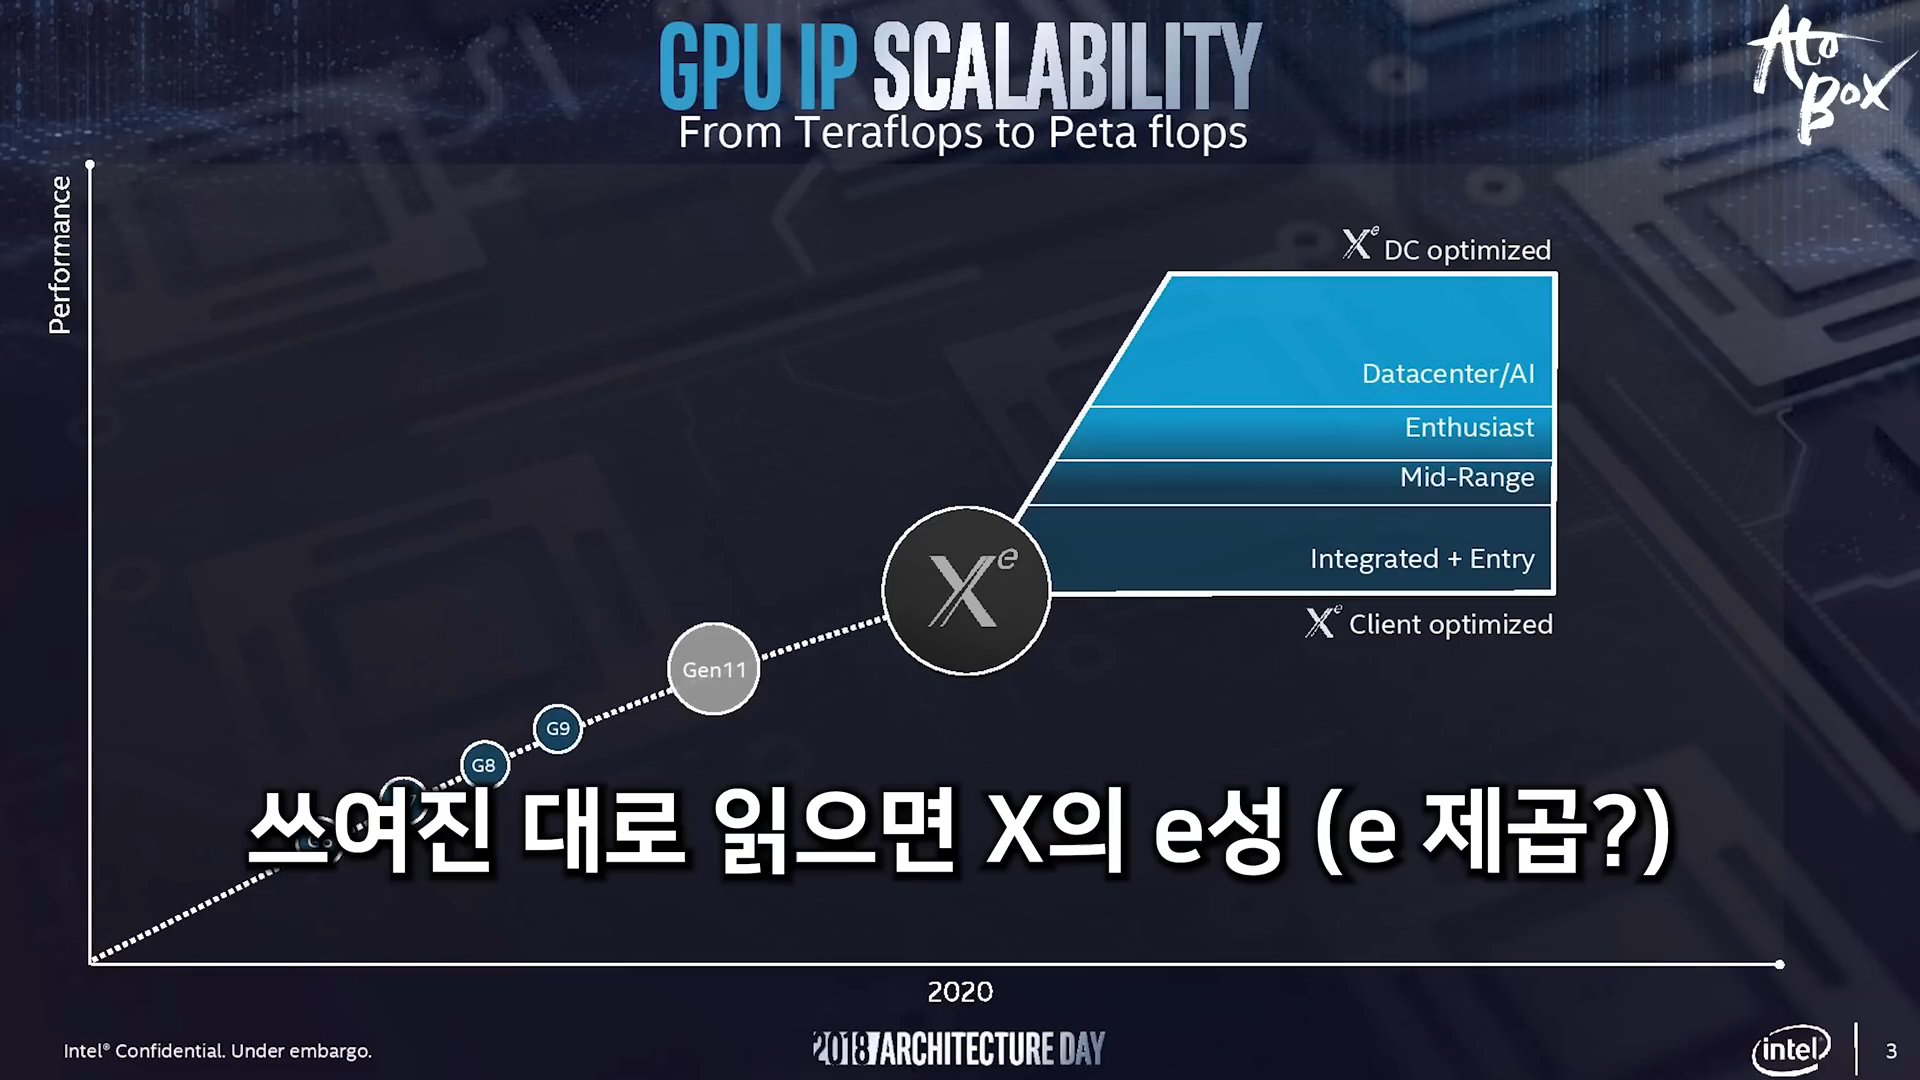 GPU IP SCALABILITY
From Teraflops to Peta flops
Ato
Box
Performance
Xe DC optimized
Datacenter/AI
Enthusiast
Mid-Range
Integrated + Entry
Xe
Xe Client optimized
Gen11
G9
G8
쓰여진 대로 읽으면 X의 e성 (e 제곱?)
2020
Intel® Confidential. Under embargo.
2018 ARCHITECTURE DAY
intel
3